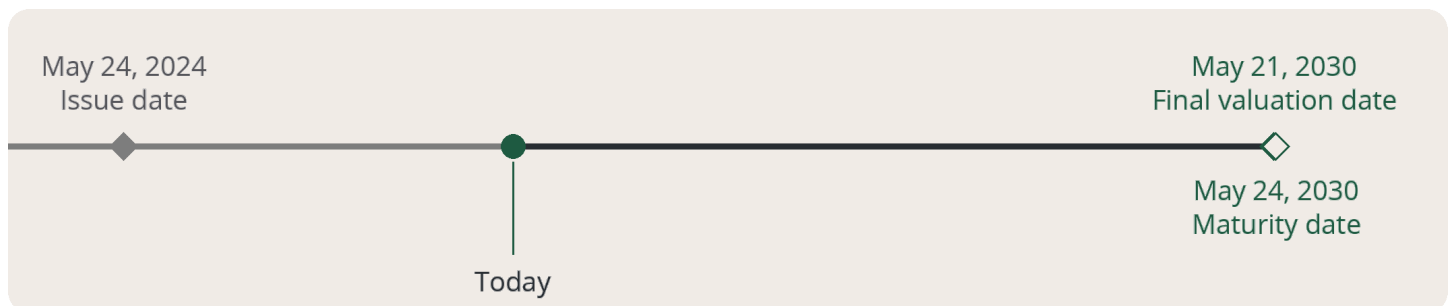 May 24, 2024
Issue date
May 21, 2030
Final valuation date
May 24, 2030
Maturity date
Today